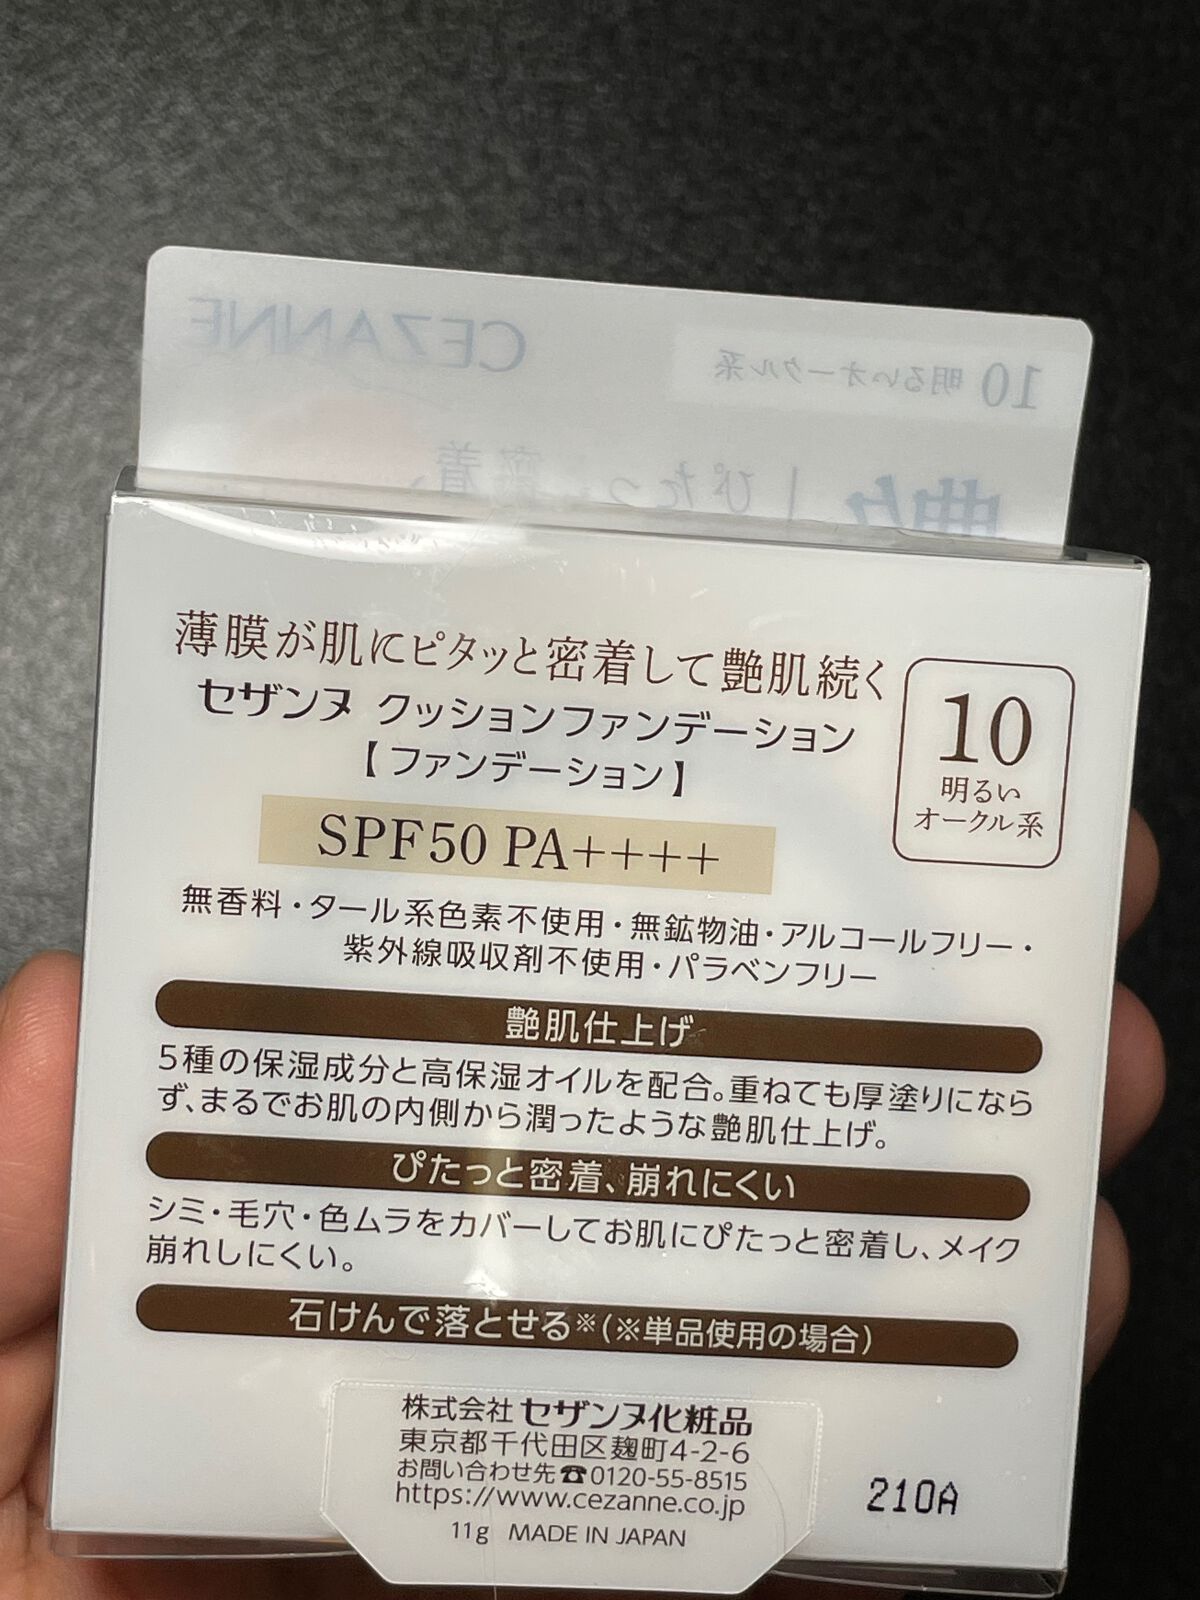 CEZANNE
10 明るいオークル系
ぴたっと密着、
薄膜が肌にピタッと密着して艶肌続く
セザンヌ クッションファンデーション
【ファンデーション】
10
明るい
オークル系
SPF50 PA++++
無香料・タール系色素不使用・無鉱物油・アルコールフリー・
紫外線吸収剤不使用・パラベンフリー
艶肌仕上げ
5種の保湿成分と高保湿オイルを配合。重ねても厚塗りになら
ず、まるでお肌の内側から潤ったような艶肌仕上げ。
ぴたっと密着、崩れにくい
シミ・毛穴・色ムラをカバーしてお肌にぴたっと密着し、メイク
崩れしにくい。
石けんで落とせる※(※単品使用の場合)
株式会社 セザンヌ化粧品
東京都千代田区麹町4-2-6
お問い合わせ先☎0120-55-8515
https://www.cezanne.co.jp
11g MADE IN JAPAN
210A